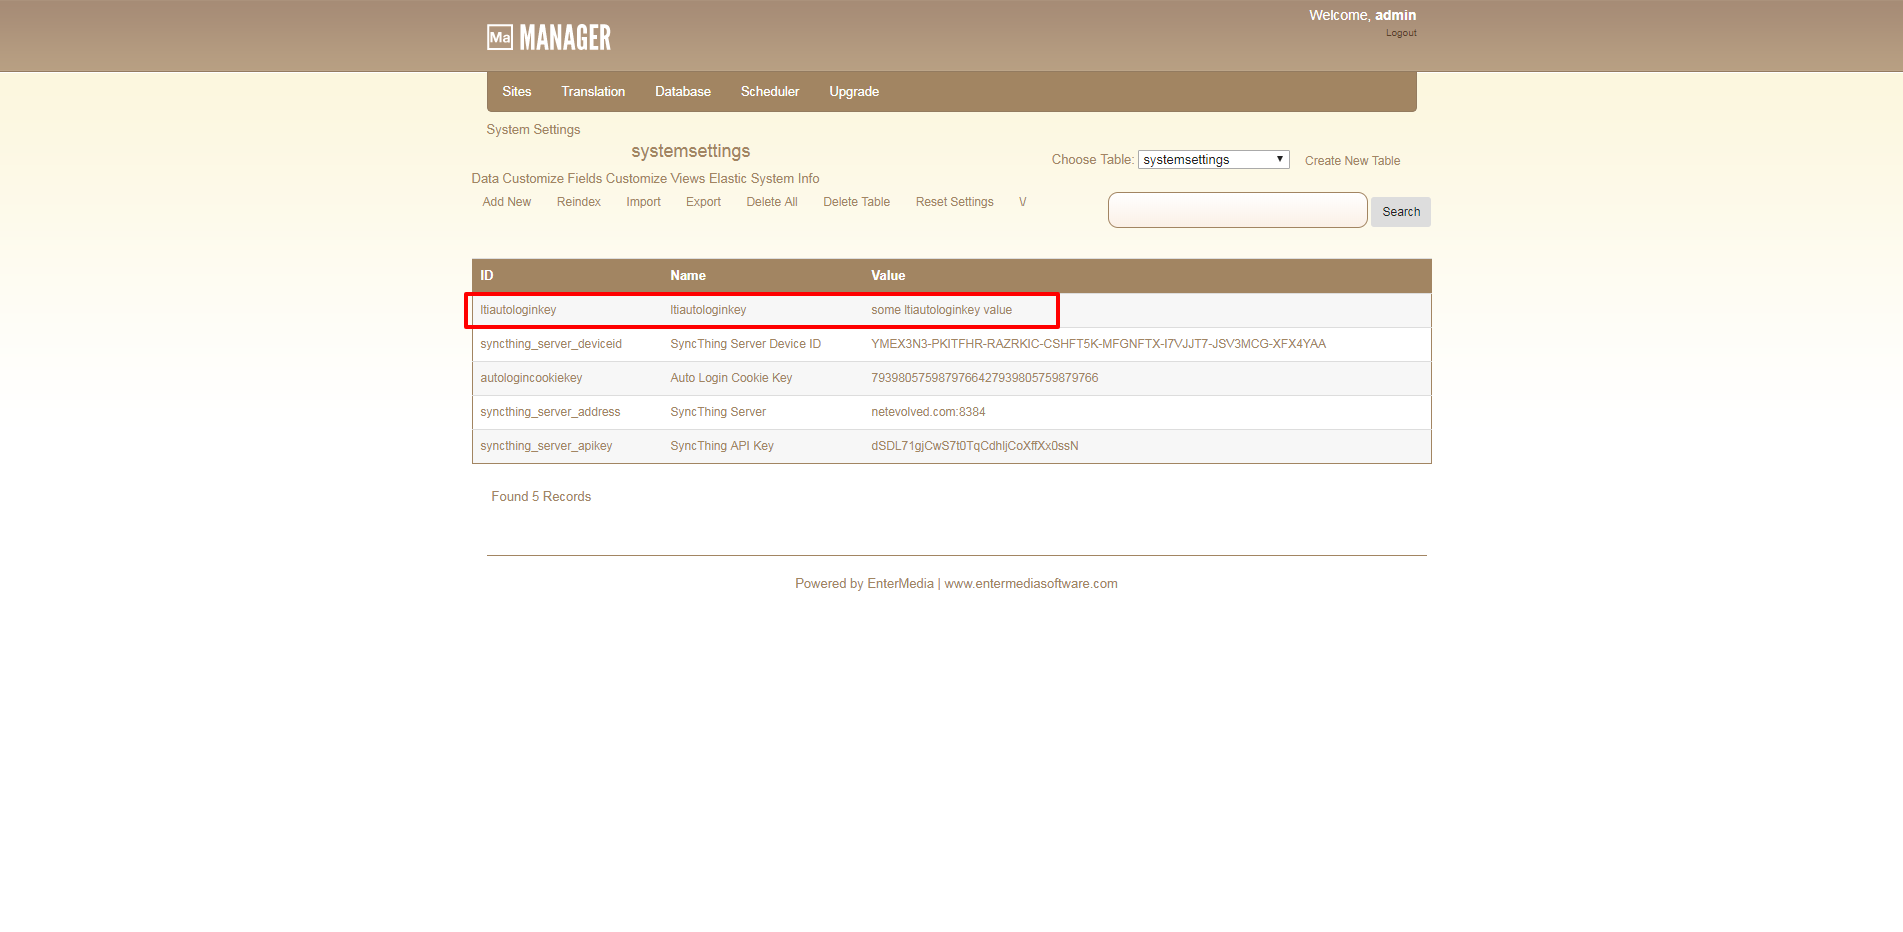 Welcome, admin
Logout
Ma MANAGER
Sites Translation Database Scheduler Upgrade
System Settings
systemsettings
Choose Table: systemsettings Create New Table
Data Customize Fields Customize Views Elastic System Info
Add New Reindex Import Export Delete All Delete Table Reset Settings \/
Search
ID Name Value
ltiautologinkey ltiautologinkey some ltiautologinkey value
syncthing_server_deviceid SyncThing Server Device ID YMEX3N3-PKITFHR-RAZRKIC-CSHFT5K-MFGNFTX-I7VJJT7-JSV3MCG-XFX4YAA
autologincookiekey Auto Login Cookie Key 7939805759879766427939805759879766
syncthing_server_address SyncThing Server netevolved.com:8384
syncthing_server_apikey SyncThing API Key dSDL71gjCwS7t0TqCdhljCoXffXx0ssN
Found 5 Records
Powered by EnterMedia | www.entermediasoftware.com